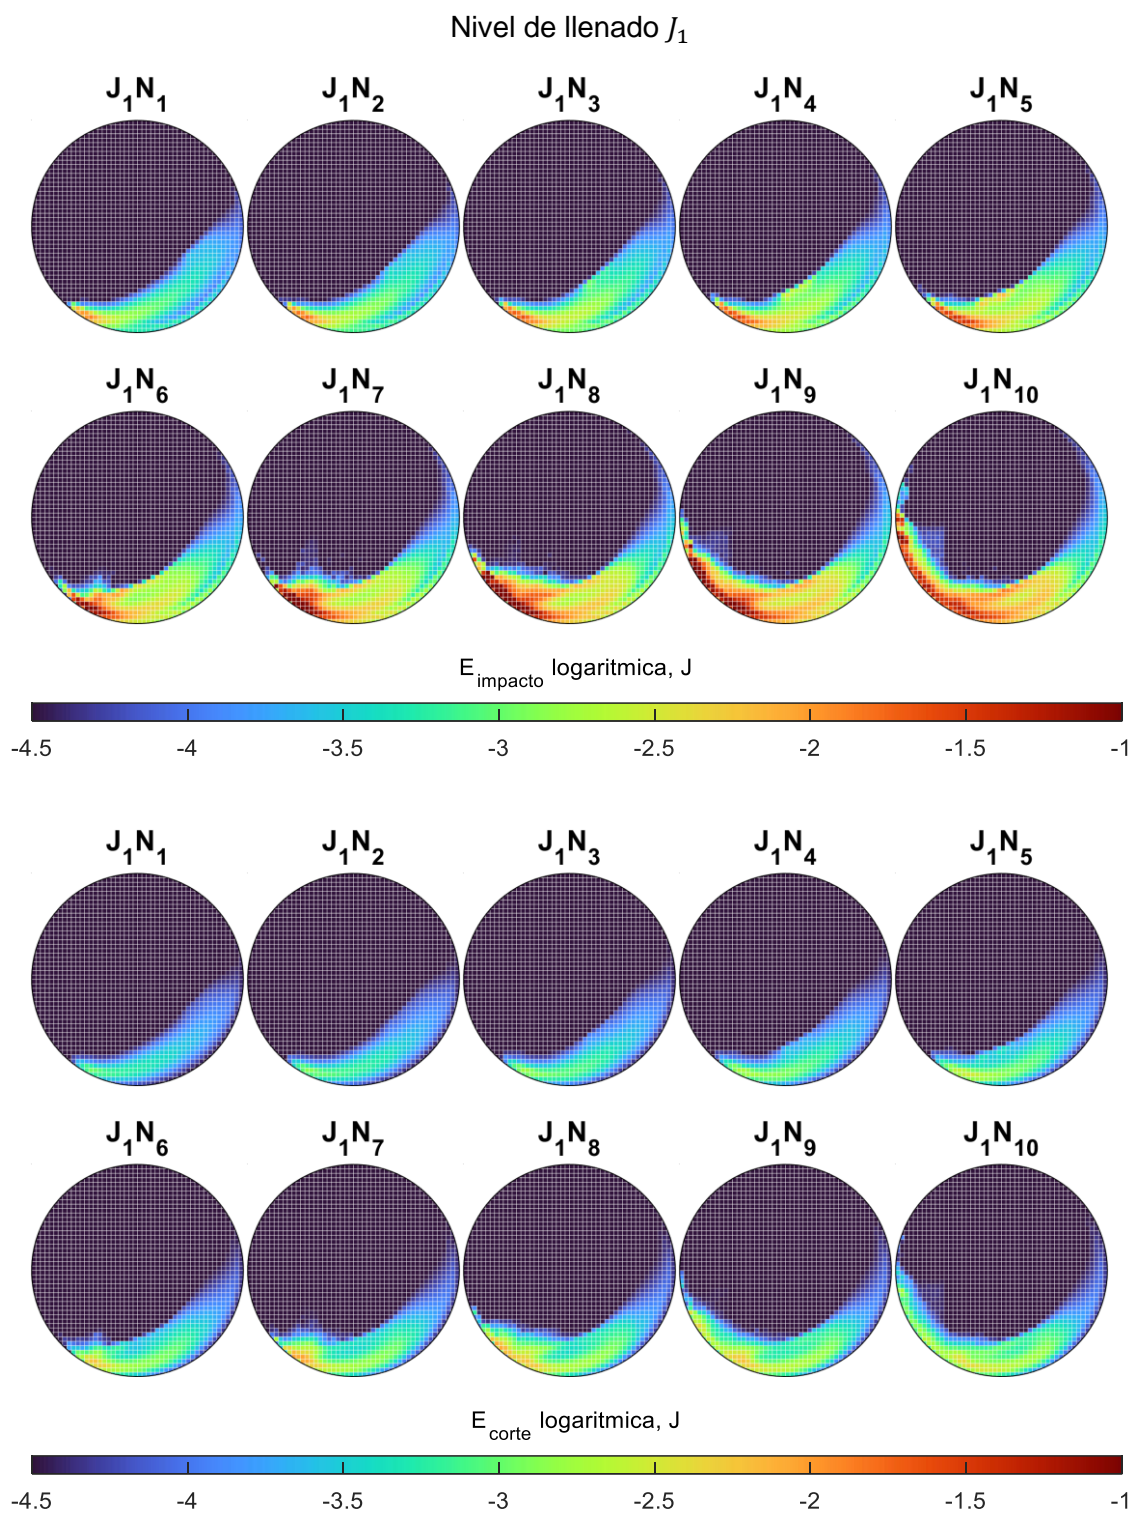 Nivel de llenado J₁
J₁N₁ J₁N₂ J₁N₃ J₁N₄ J₁N₅
J₁N₆ J₁N₇ J₁N₈ J₁N₉ J₁N₁₀
E impacto logaritmica, J
-4.5 -4 -3.5 -3 -2.5 -2 -1.5 -1
J₁N₁ J₁N₂ J₁N₃ J₁N₄ J₁N₅
J₁N₆ J₁N₇ J₁N₈ J₁N₉ J₁N₁₀
E corte logaritmica, J
-4.5 -4 -3.5 -3 -2.5 -2 -1.5 -1